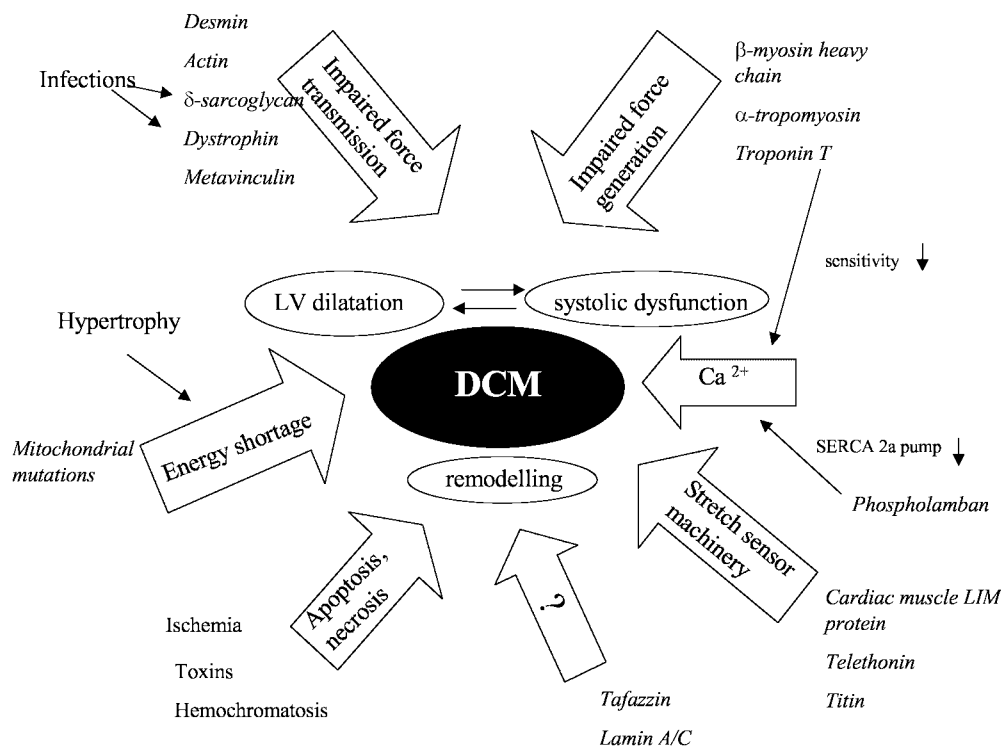 Desmin
Actin
Infections
δ-sarcoglycan
Dystrophin
Metavinculin
Impaired force
transmission
Impaired force
generation
β-myosin heavy
chain
α-tropomyosin
Troponin T
sensitivity
LV dilatation
systolic dysfunction
Hypertrophy
DCM
Ca 2+
Energy shortage
Mitochondrial
mutations
SERCA 2a pump
Phospholamban
remodelling
Stretch sensor
machinery
Apoptosis,
necrosis
?
Ischemia
Toxins
Hemochromatosis
Cardiac muscle LIM
protein
Telethonin
Titin
Tafazzin
Lamin A/C